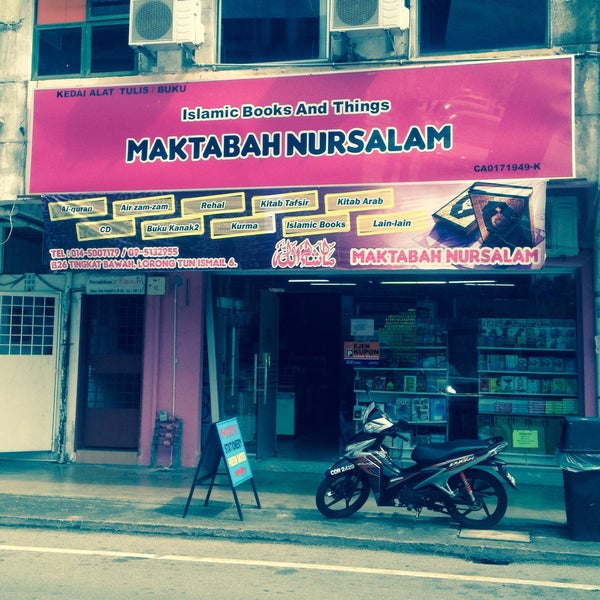 KEDAI ALAT TULIS / BUKU
Islamic Books And Things
MAKTABAH NURSALAM
CA0171949-K
Al-quran
Air zam-zam
Rehal
Kitab Tafsir
Kitab Arab
CD
Buku Kanak2
Kurma
Islamic Books
Lain-lain
TEL : 014-5007179 / 09-5132955
B26 TINGKAT BAWAH, LORONG TUN ISMAIL 6.
MAKTABAH NURSALAM
EJEN
KUPON
P
STATIONERY